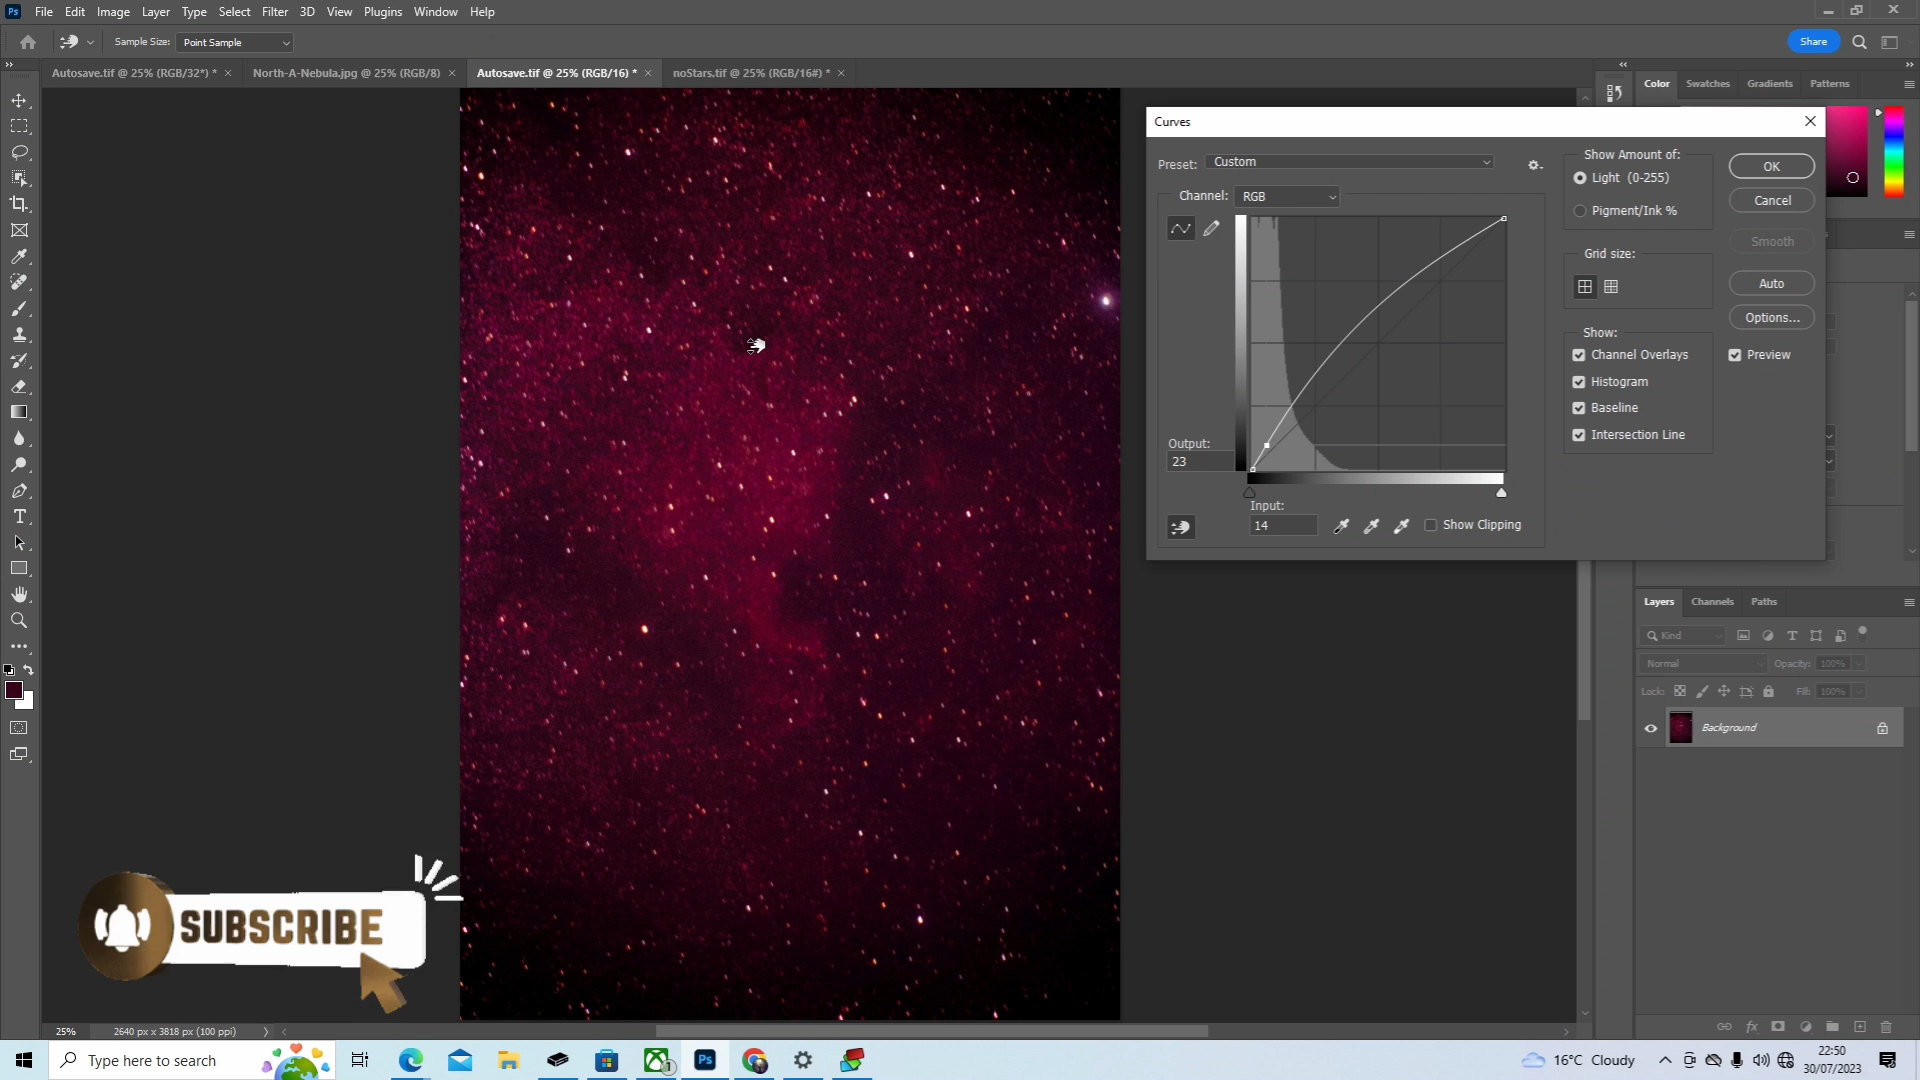 Ps File Edit Image Layer Type Select Filter 3D View Plugins Window Help
Sample Size: Point Sample
Share
Autosave.tif @ 25% (RGB/32*) * × North-A-Nebula.jpg @ 25% (RGB/8) × Autosave.tif @ 25% (RGB/16) * × noStars.tif @ 25% (RGB/16#) * ×
Color Swatches Gradients Patterns
Curves
Preset: Custom
Channel: RGB
Output:
23
Input:
14
Show Clipping
Show Amount of:
Light (0-255)
Pigment/Ink %
Grid size:
Show:
Channel Overlays
Histogram
Baseline
Intersection Line
OK
Cancel
Smooth
Auto
Options...
Preview
Layers Channels Paths
Kind
Normal Opacity: 100%
Lock: Fill: 100%
Background
SUBSCRIBE
25% 2640 px x 3818 px (100 ppi)
Type here to search
1
Ps
16°C Cloudy
22:50
30/07/2023